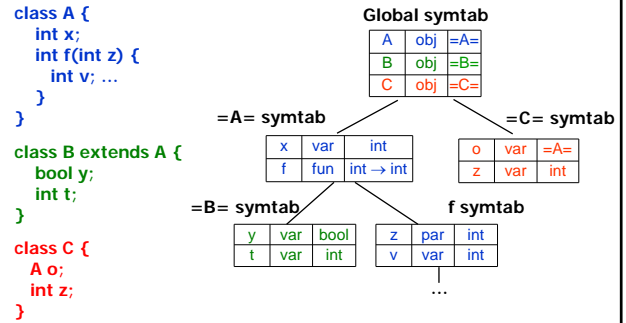 class A {
int x;
int f(int z) {
int v; ...
}
}
class B extends A {
bool y;
int t;
}
class C {
A o;
int z;
}
Global symtab
A obj =A=
B obj =B=
C obj =C=
=A= symtab
x var int
f fun int → int
=C= symtab
o var =A=
z var int
=B= symtab
y var bool
t var int
f symtab
z par int
v var int
...